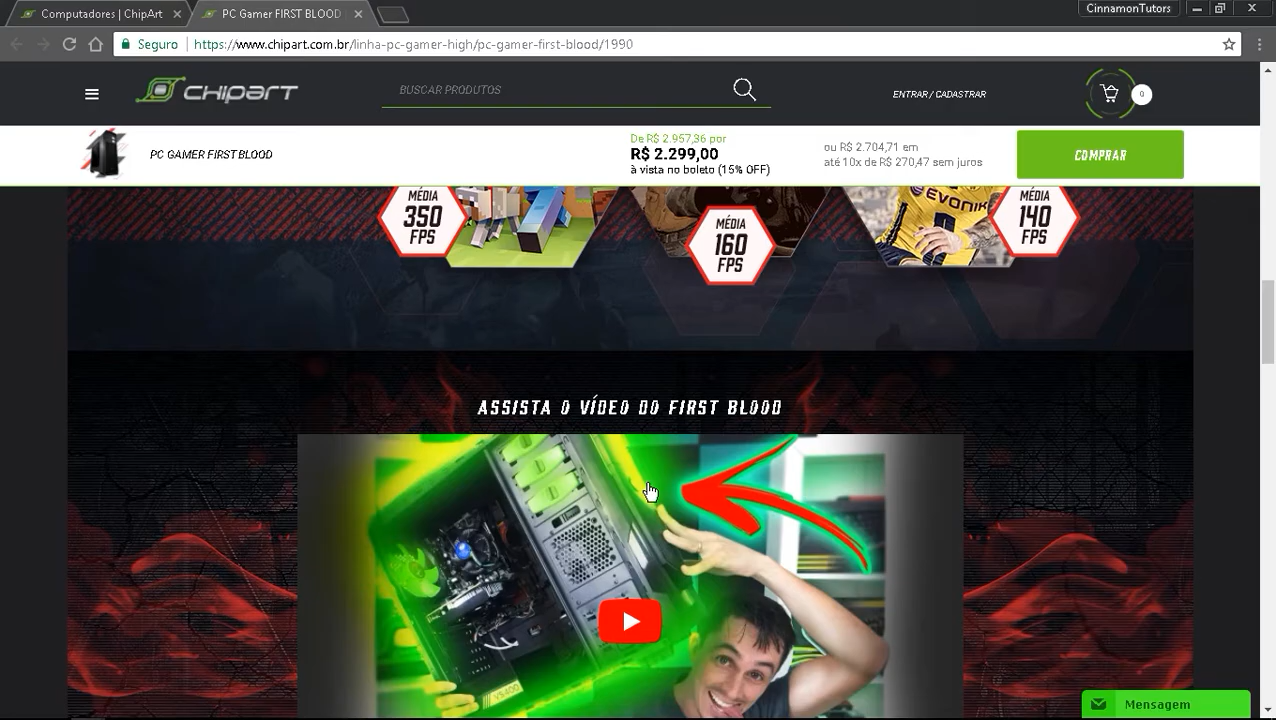 Computadores | ChipArt
PC Gamer FIRST BLOOD
CinnamonTutors
Seguro
https://www.chipart.com.br/linha-pc-gamer-high/pc-gamer-first-blood/1990
CHIPART
BUSCAR PRODUTOS
ENTRAR / CADASTRAR
0
PC GAMER FIRST BLOOD
De R$ 2.957,36 por
R$ 2.299,00
à vista no boleto (15% OFF)
ou R$ 2.704,71 em
até 10x de R$ 270,47 sem juros
COMPRAR
MÉDIA
350
FPS
MÉDIA
160
FPS
EVONIK
MÉDIA
140
FPS
ASSISTA O VÍDEO DO FIRST BLOOD
VS400
Mensagem